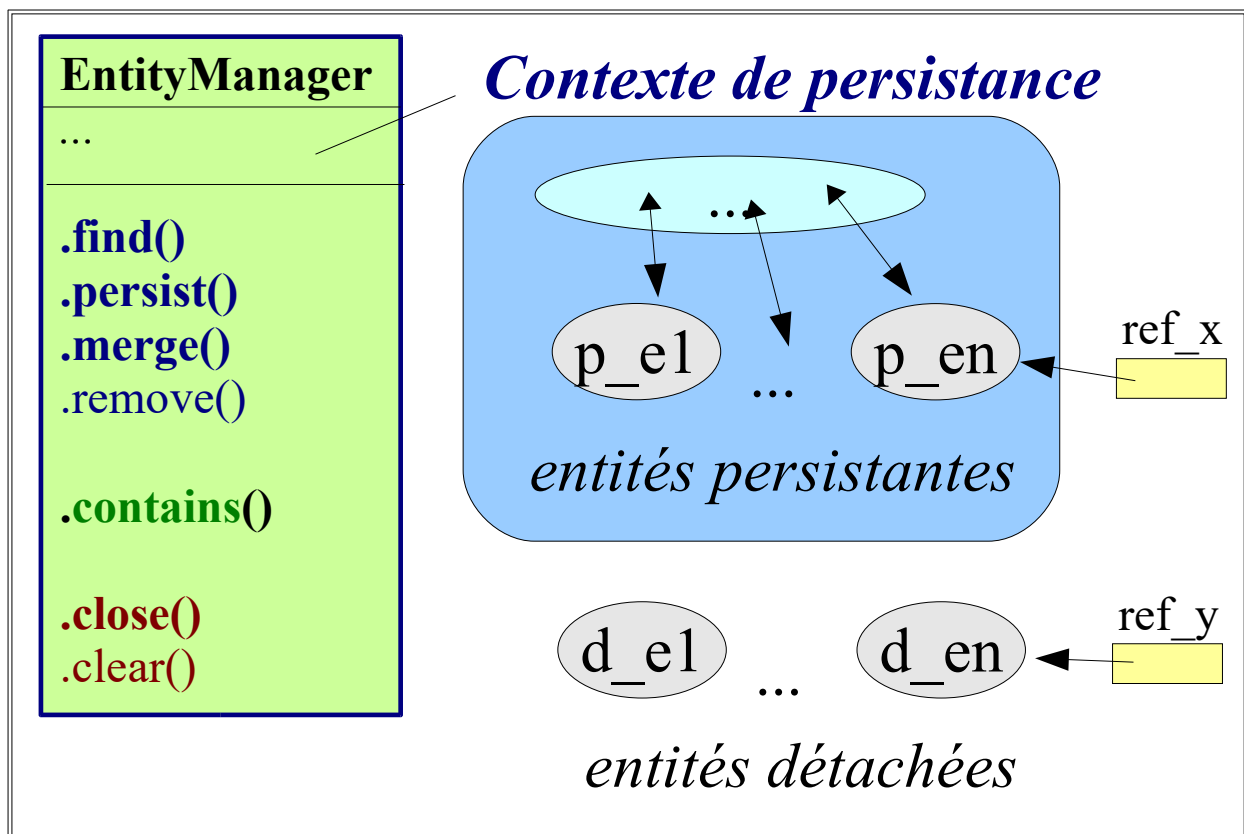 EntityManager
...
.find()
.persist()
.merge()
.remove()
.contains()
.close()
.clear()
Contexte de persistance
...
p_e1
...
p_en
ref_x
entités persistantes
d_e1
...
d_en
ref_y
entités détachées